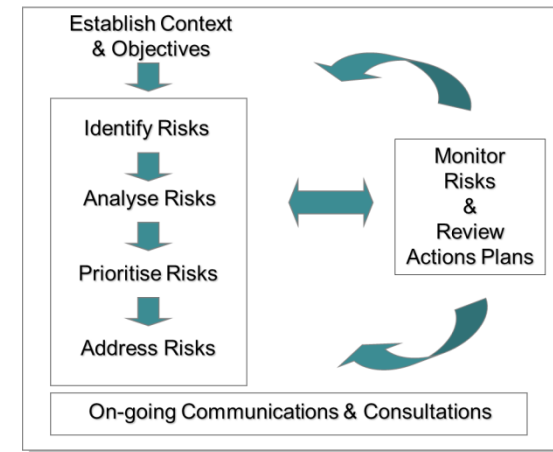 Establish Context
& Objectives
Identify Risks
Analyse Risks
Prioritise Risks
Address Risks
Monitor
Risks
&
Review
Actions Plans
On-going Communications & Consultations